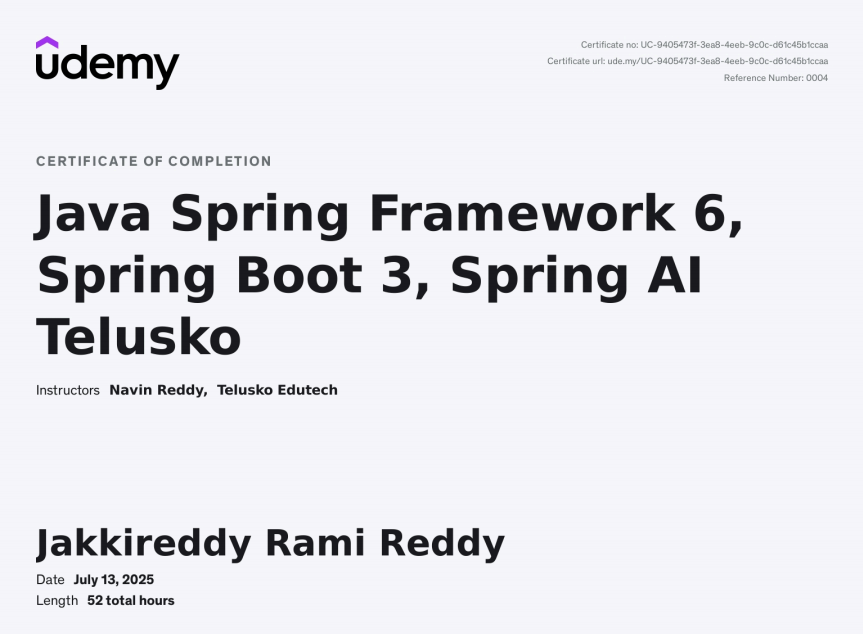 udemy
Certificate no: UC-9405473f-3ea8-4eeb-9c0c-d61c45b1ccaa
Certificate url: ude.my/UC-9405473f-3ea8-4eeb-9c0c-d61c45b1ccaa
Reference Number: 0004
CERTIFICATE OF COMPLETION
Java Spring Framework 6,
Spring Boot 3, Spring AI
Telusko
Instructors Navin Reddy, Telusko Edutech
Jakkireddy Rami Reddy
Date July 13, 2025
Length 52 total hours